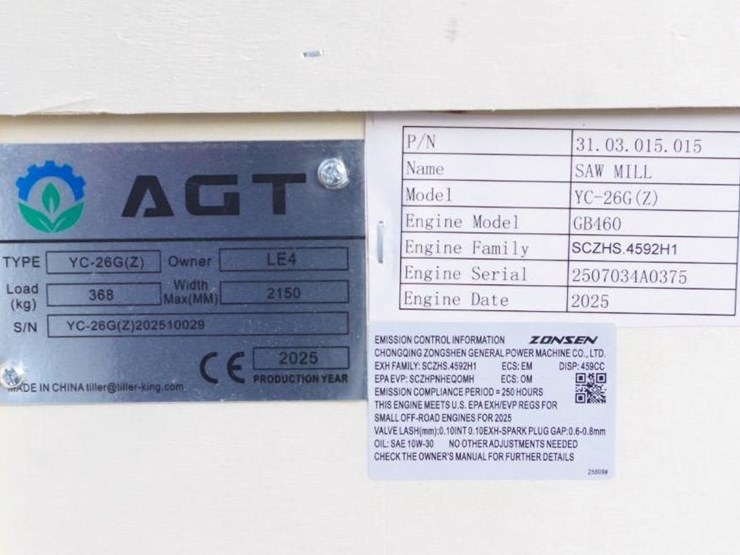 AGT
TYPE YC-26G(Z) Owner LE4
Load (kg) 368 Width Max(MM) 2150
S/N YC-26G(Z)202510029
CE 2025
PRODUCTION YEAR
MADE IN CHINA tiller@tiller-king.com
P/N 31.03.015.015
Name SAW MILL
Model YC-26G(Z)
Engine Model GB460
Engine Family SCZHS.4592H1
Engine Serial 2507034A0375
Engine Date 2025
EMISSION CONTROL INFORMATION ZONSEN
CHONGQING ZONGSHEN GENERAL POWER MACHINE CO., LTD.
EXH FAMILY: SCZHS.4592H1 ECS: EM DISP: 459CC
EPA EVP: SCZHPNHEQOMH ECS: OM
EMISSION COMPLIANCE PERIOD = 250 HOURS
THIS ENGINE MEETS U.S. EPA EXH/EVP REGS FOR
SMALL OFF-ROAD ENGINES FOR 2025
VALVE LASH(mm):0.10INT 0.10EXH-SPARK PLUG GAP:0.6-0.8mm
OIL: SAE 10W-30 NO OTHER ADJUSTMENTS NEEDED
CHECK THE OWNER'S MANUAL FOR FURTHER DETAILS